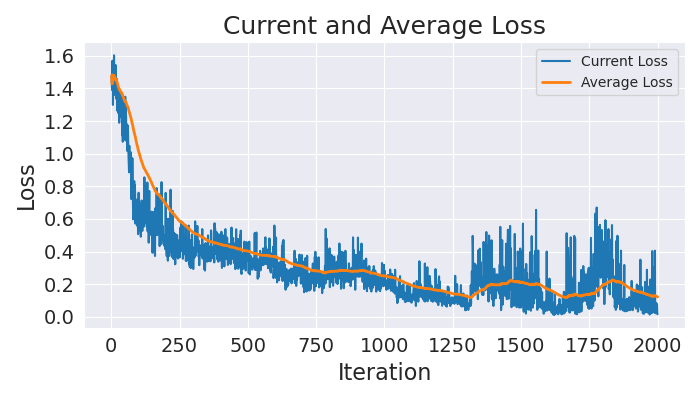 Current and Average Loss
Current Loss
Average Loss
Loss
1.6
1.4
1.2
1.0
0.8
0.6
0.4
0.2
0.0
0 250 500 750 1000 1250 1500 1750 2000
Iteration